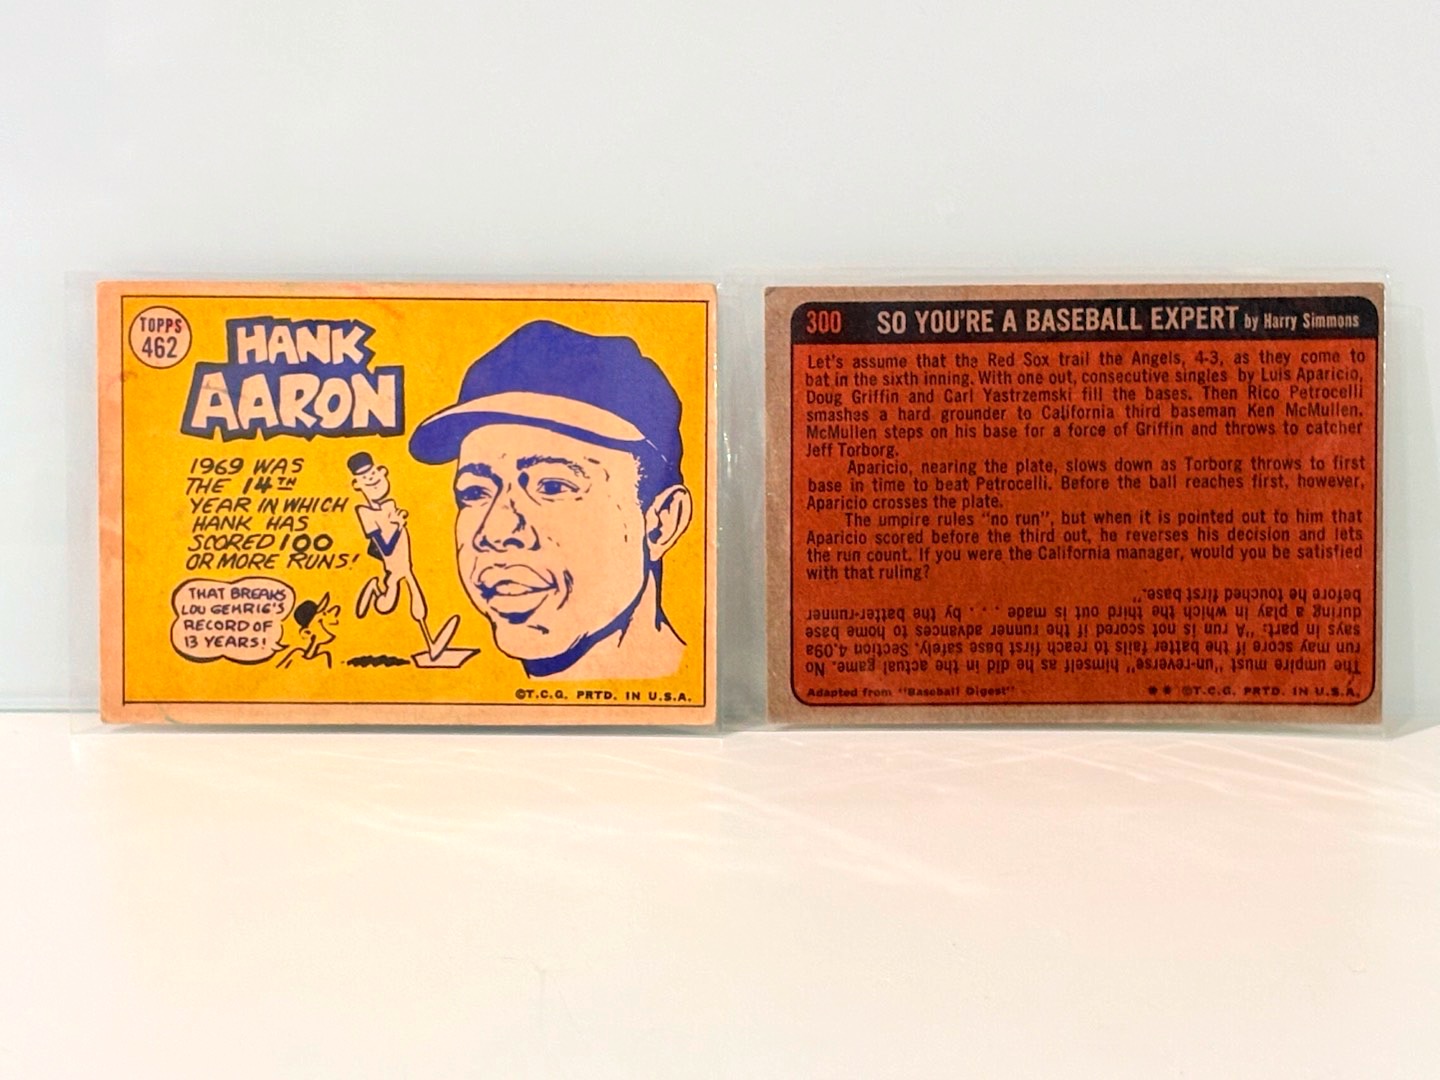 TOPPS
462
HANK
AARON
1969 WAS
THE 14TH
YEAR IN WHICH
HANK HAS
SCORED 100
OR MORE RUNS!
THAT BREAKS
LOU GEHRIG'S
RECORD OF
13 YEARS!
©T.C.G. PRTD. IN U.S.A.
300 SO YOU'RE A BASEBALL EXPERT by Harry Simmons
Let's assume that the Red Sox trail the Angels, 4-3, as they come to
bat in the sixth inning. With one out, consecutive singles by Luis Aparicio,
Doug Griffin and Carl Yastrzemski fill the bases. Then Rico Petrocelli
smashes a hard grounder to California third baseman Ken McMullen.
McMullen steps on his base for a force of Griffin and throws to catcher
Jeff Torborg.
Aparicio, nearing the plate, slows down as Torborg throws to first
base in time to beat Petrocelli. Before the ball reaches first, however,
Aparicio crosses the plate.
The umpire rules "no run", but when it is pointed out to him that
Aparicio scored before the third out, he reverses his decision and lets
the run count. If you were the California manager, would you be satisfied
with that ruling?
The umpire must "un-reverse" himself as he did in the actual game. No
run may score if the batter fails to reach first base safely. Section 4.09a
says in part: "A run is not scored if the runner advances to home base
during a play in which the third out is made . . . by the batter-runner
before he touched first base."
Adapted from "Baseball Digest" ★★ ©T.C.G. PRTD. IN U.S.A.